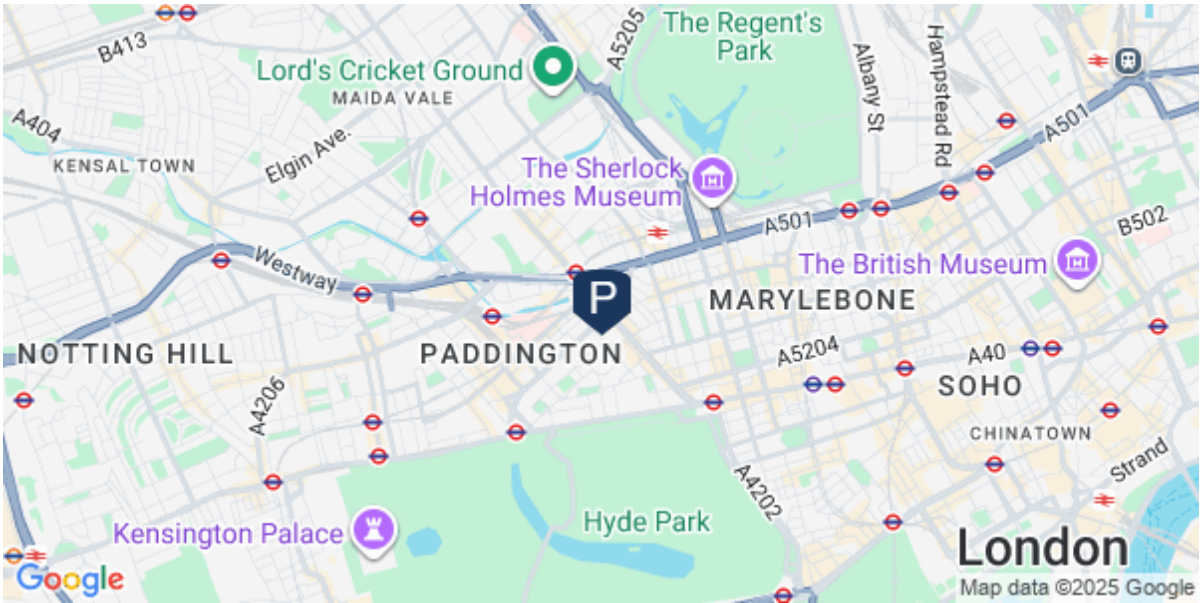 The Regent's
Park
B413
A5205
Lord's Cricket Ground
MAIDA VALE
Albany St
Hampstead Rd
A404
Elgin Ave.
A501
KENSAL TOWN
The Sherlock
Holmes Museum
A501
B502
Westway
The British Museum
P
MARYLEBONE
NOTTING HILL
PADDINGTON
A5204
A40
SOHO
A4206
CHINATOWN
Strand
A4202
Kensington Palace
Hyde Park
London
Google
Map data ©2025 Google